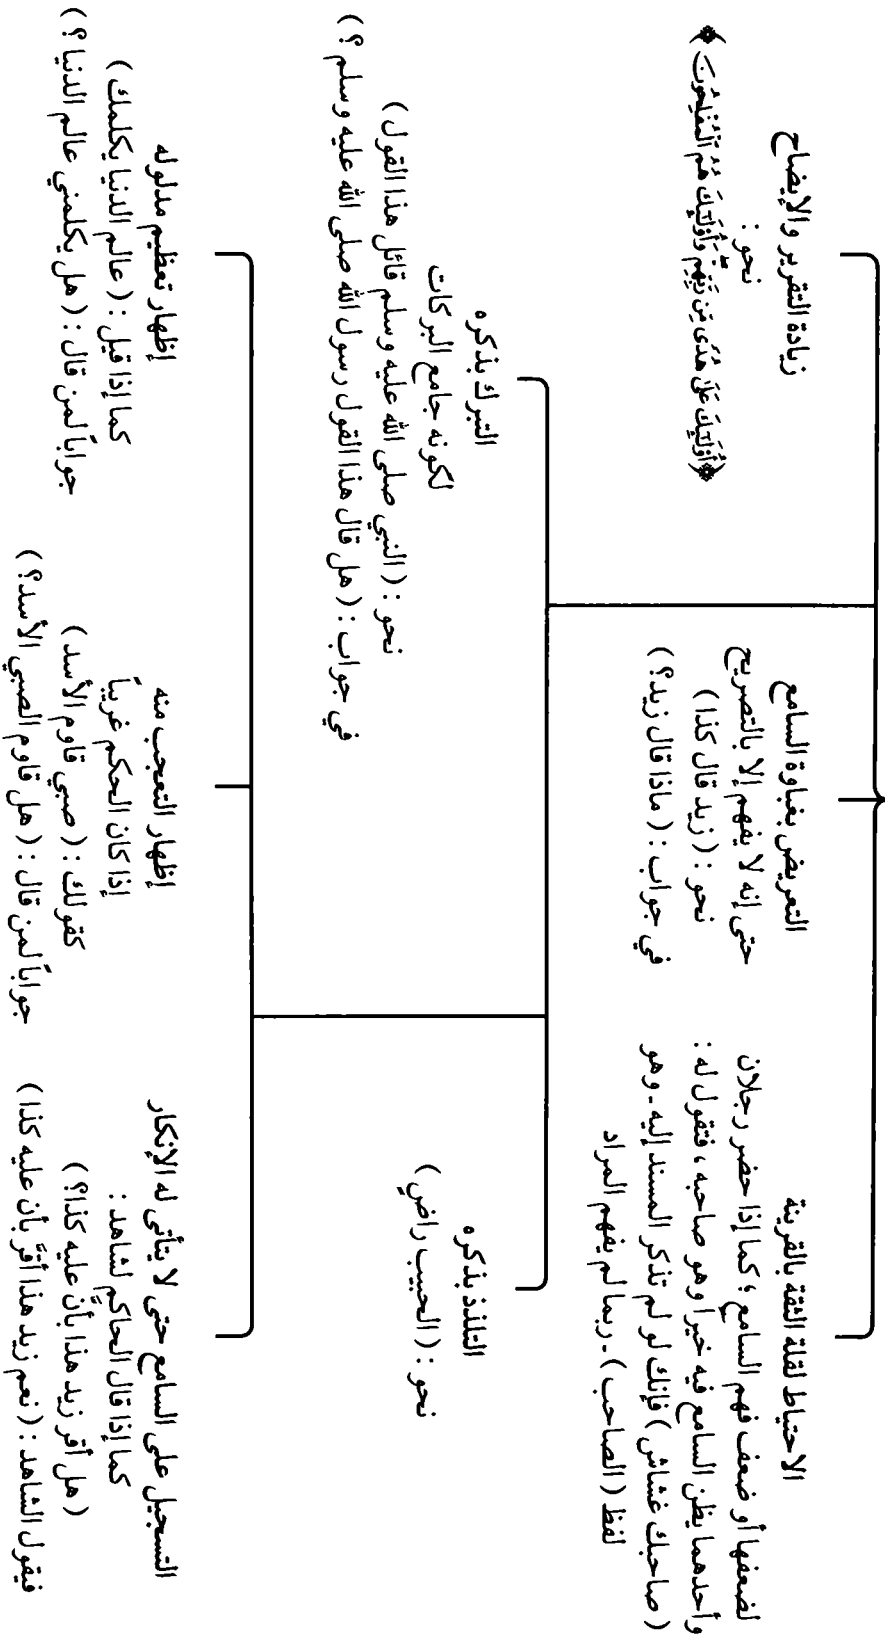 الاحتياط لقلة الثقة بالقرينة
لضعفها أو ضعف فهم السامع؛ كما إذا حضر رجلان
وأحدهما يظن السامع فيه خيرا وهو صاحبه، فتقول له:
(صاحبك غشاش) فإنك لو لم تذكر المسند إليه ـ وهو
لفظ (الصاحب) ـ ربما لم يفهم المراد
التعريض بغباوة السامع
حتى إنه لا يفهم إلا بالتصريح
نحو: (زيد قال كذا)
في جواب: (ماذا قال زيد؟)
زيادة التقرير والإيضاح
نحو:
﴿أُوْلَٰٓئِكَ عَلَىٰ هُدٗى مِّن رَّبِّهِمۡۖ وَأُوْلَٰٓئِكَ هُمُ ٱلۡمُفۡلِحُونَ﴾
التلذذ بذكره
نحو: (الحبيب راضٍ)
التبرك بذكره
لكونه جامع البركات
نحو: (النبي صلى الله عليه وسلم قائل هذا القول)
في جواب: (هل قال هذا القول رسول الله صلى الله عليه وسلم؟)
التسجيل على السامع حتى لا يتأتى له الإنكار
كما إذا قال الحاكم لشاهد:
(هل أقر زيد هذا بأن عليه كذا؟)
فيقول الشاهد: (نعم زيد هذا أقرَّ بأن عليه كذا)
إظهار التعجب منه
إذا كان الحكم غريباً
كقولك: (صبي قاوم الأسد)
جواباً لمن قال: (هل قاوم الصبي الأسد؟)
إظهار تعظيم مدلوله
كما إذا قيل: (عالم الدنيا يكلمك)
جواباً لمن قال: (هل يكلمني عالم الدنيا؟)